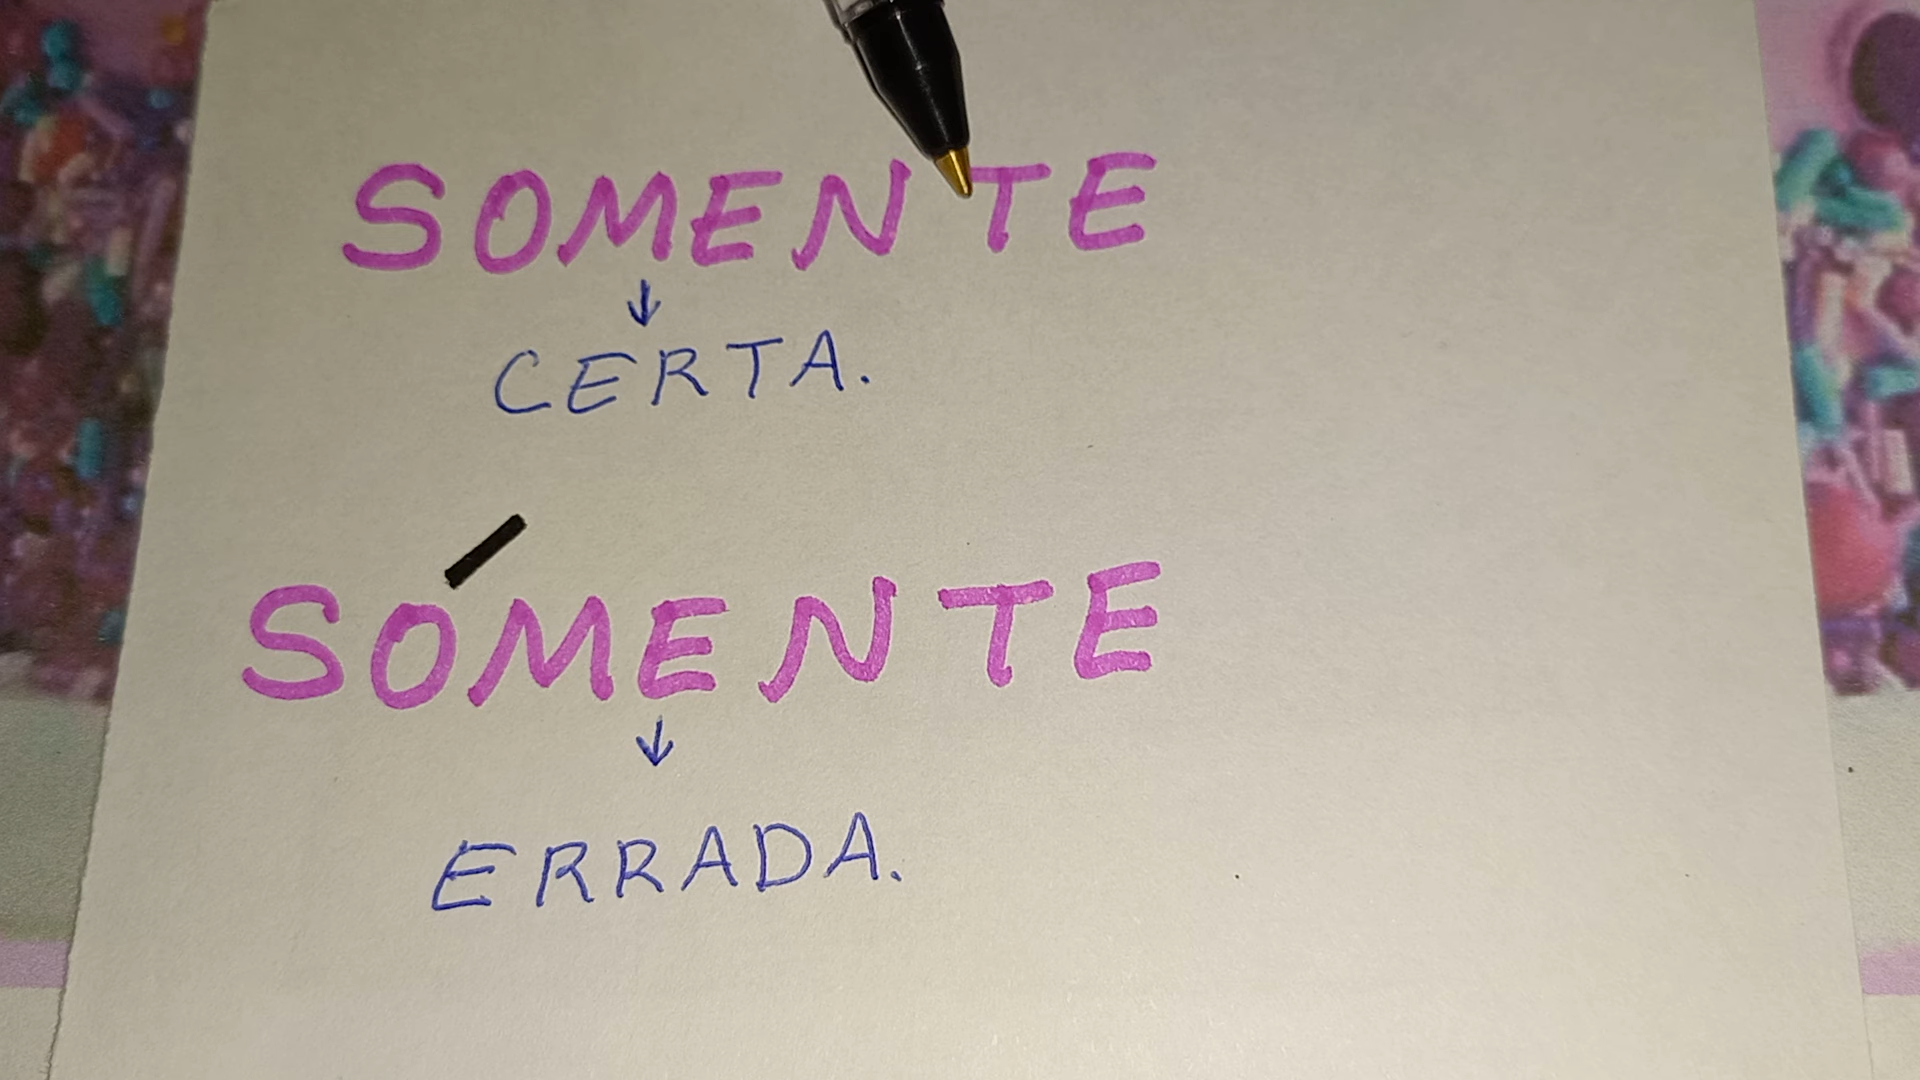 SOMENTE
↓
CERTA.
SÓMENTE
↓
ERRADA.